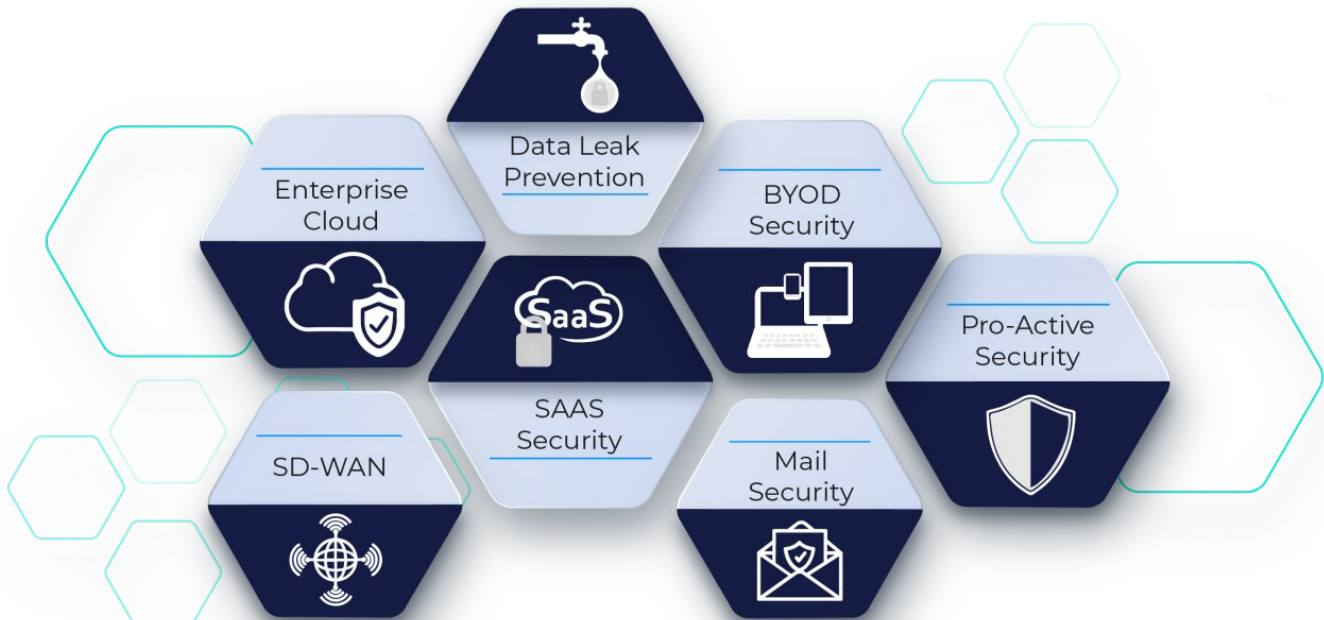 Data Leak
Prevention
Enterprise
Cloud
BYOD
Security
SaaS
Pro-Active
Security
SAAS
Security
SD-WAN
Mail
Security